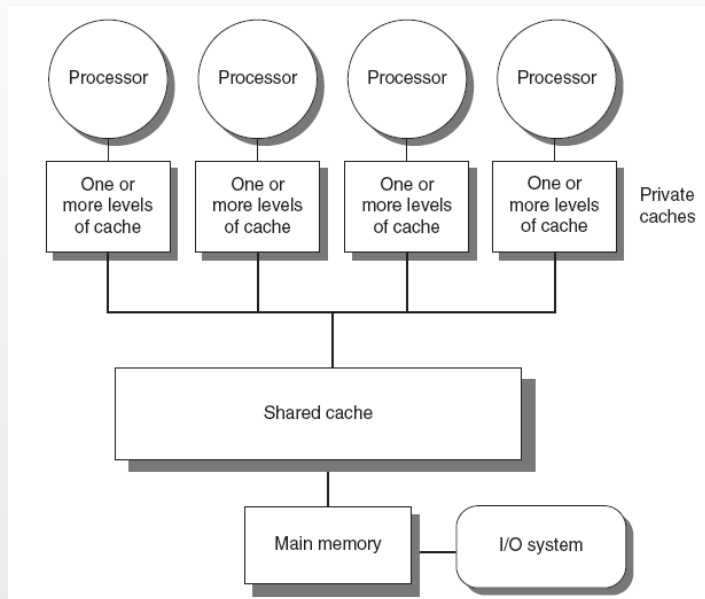 Processor
Processor
Processor
Processor
One or
more levels
of cache
One or
more levels
of cache
One or
more levels
of cache
One or
more levels
of cache
Private
caches
Shared cache
Main memory
I/O system